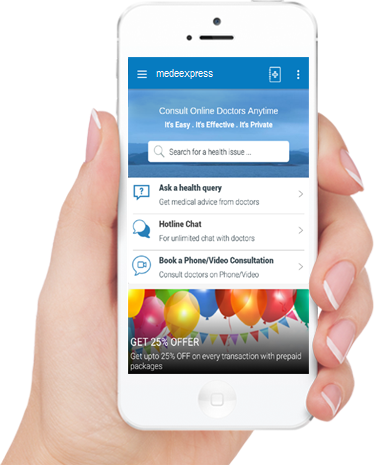 medeexpress
Consult Online Doctors Anytime
It's Easy . It's Effective . It's Private
Search for a health issue ...
Ask a health query
Get medical advice from doctors
Hotline Chat
For unlimited chat with doctors
Book a Phone/Video Consultation
Consult doctors on Phone/Video
GET 25% OFFER
Get upto 25% OFF on every transaction with prepaid
packages